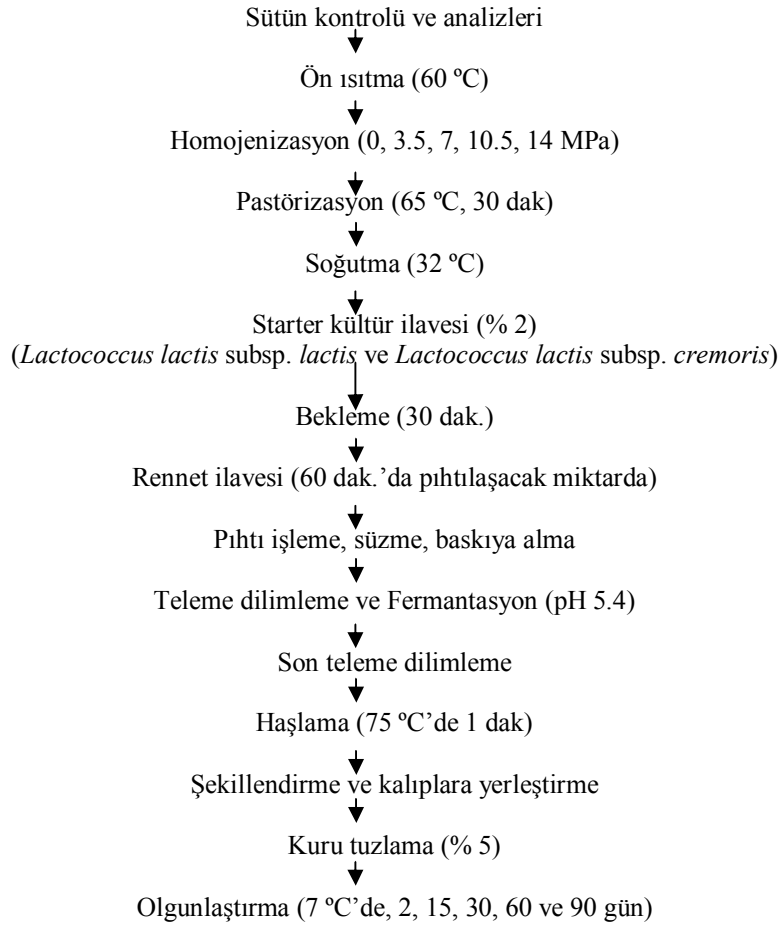 Sütün kontrolü ve analizleri
Ön ısıtma (60 ºC)
Homojenizasyon (0, 3.5, 7, 10.5, 14 MPa)
Pastörizasyon (65 ºC, 30 dak)
Soğutma (32 ºC)
Starter kültür ilavesi (% 2)
(Lactococcus lactis subsp. lactis ve Lactococcus lactis subsp. cremoris)
Bekleme (30 dak.)
Rennet ilavesi (60 dak.’da pıhtılaşacak miktarda)
Pıhtı işleme, süzme, baskıya alma
Teleme dilimleme ve Fermantasyon (pH 5.4)
Son teleme dilimleme
Haşlama (75 ºC’de 1 dak)
Şekillendirme ve kalıplara yerleştirme
Kuru tuzlama (% 5)
Olgunlaştırma (7 ºC’de, 2, 15, 30, 60 ve 90 gün)